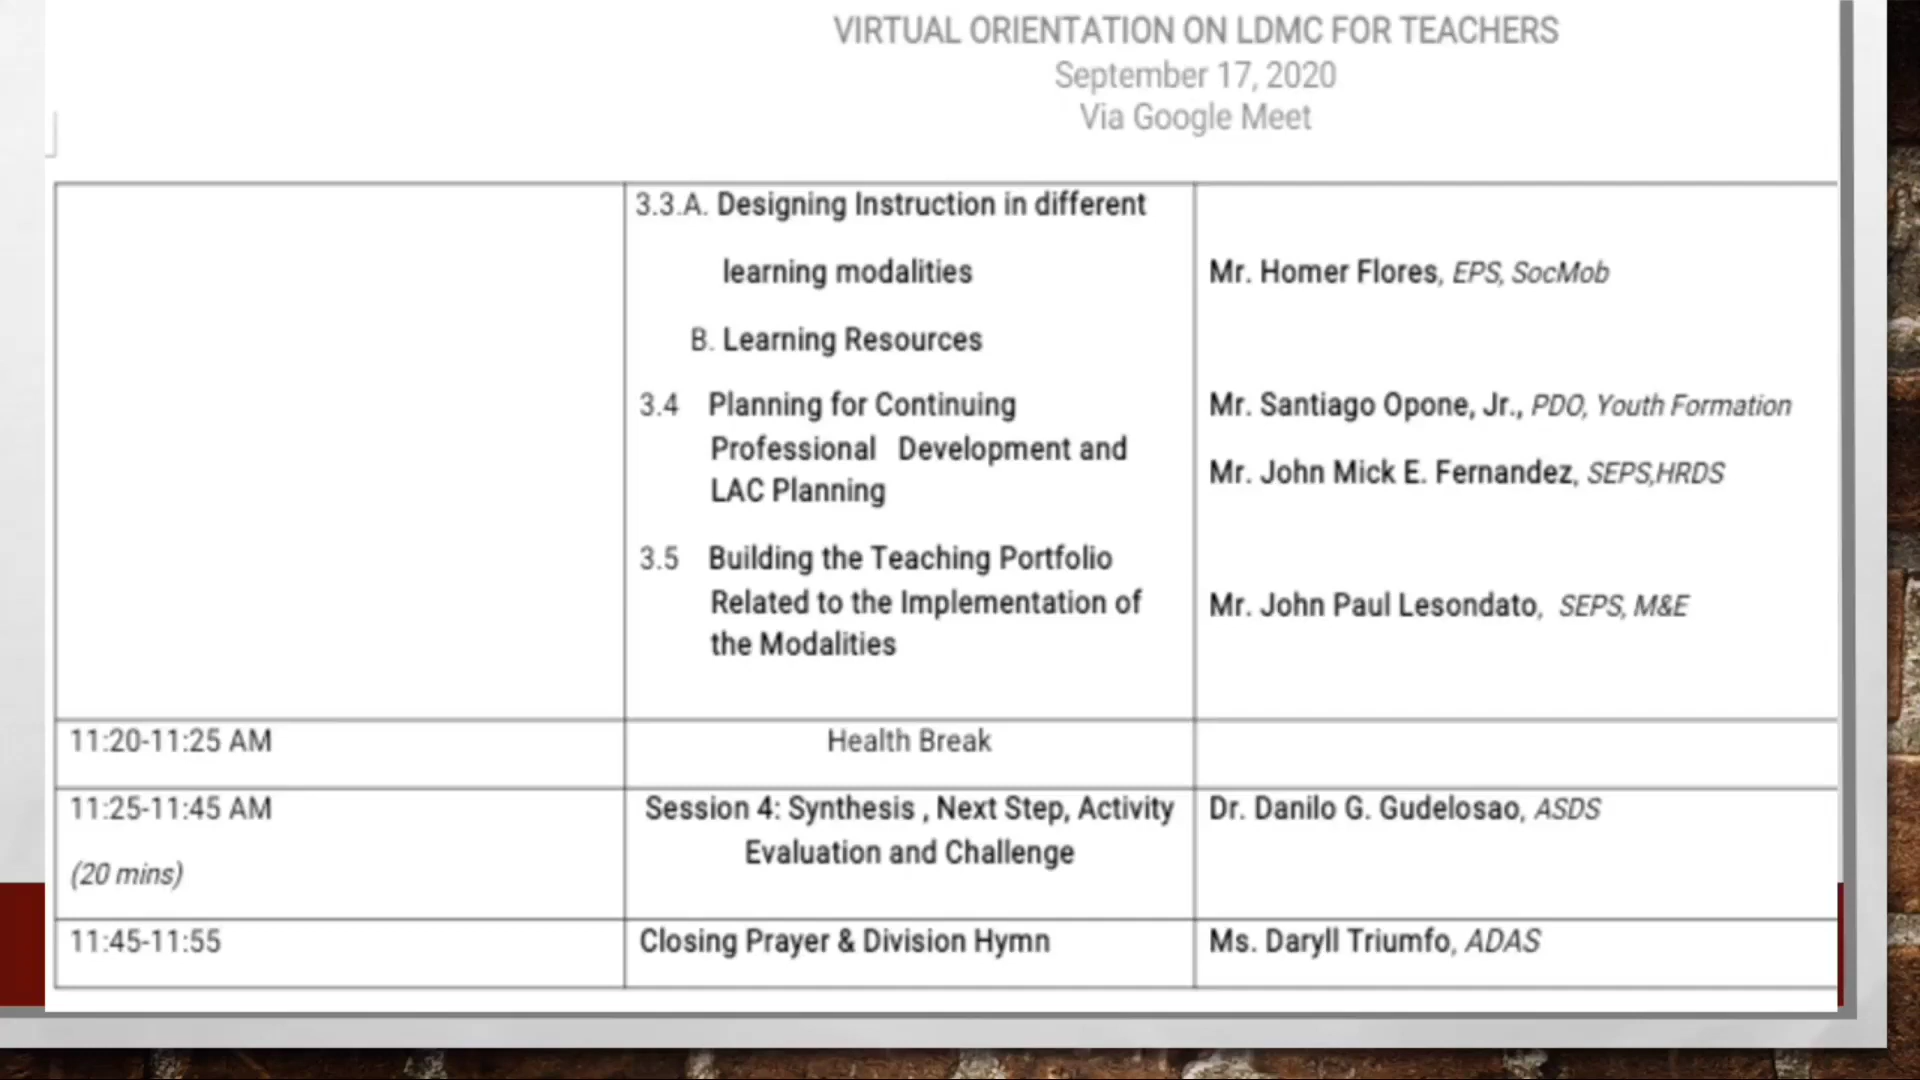 VIRTUAL ORIENTATION ON LDMC FOR TEACHERS
September 17, 2020
Via Google Meet
3.3.A. Designing Instruction in different
learning modalities
Mr. Homer Flores, EPS, SocMob
B. Learning Resources
3.4 Planning for Continuing
Professional Development and
LAC Planning
Mr. Santiago Opone, Jr., PDO, Youth Formation
Mr. John Mick E. Fernandez, SEPS,HRDS
3.5 Building the Teaching Portfolio
Related to the Implementation of
the Modalities
Mr. John Paul Lesondato, SEPS, M&E
11:20-11:25 AM
Health Break
11:25-11:45 AM
(20 mins)
Session 4: Synthesis , Next Step, Activity
Evaluation and Challenge
Dr. Danilo G. Gudelosao, ASDS
11:45-11:55
Closing Prayer & Division Hymn
Ms. Daryll Triumfo, ADAS